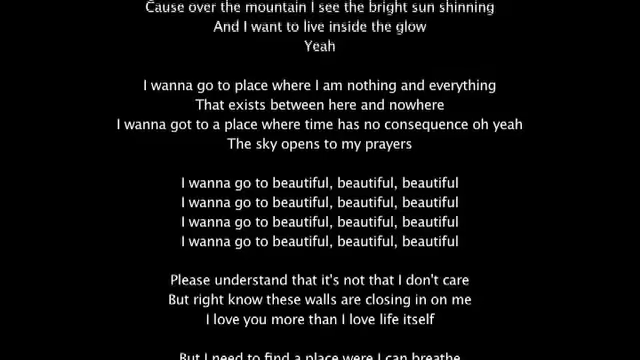 Cause over the mountain I see the bright sun shinning
And I want to live inside the glow
Yeah
I wanna go to place where I am nothing and everything
That exists between here and nowhere
I wanna got to a place where time has no consequence oh yeah
The sky opens to my prayers
I wanna go to beautiful, beautiful, beautiful
I wanna go to beautiful, beautiful, beautiful
I wanna go to beautiful, beautiful, beautiful
I wanna go to beautiful, beautiful, beautiful
Please understand that it's not that I don't care
But right know these walls are closing in on me
I love you more than I love life itself
But I need to find a place were I can breathe